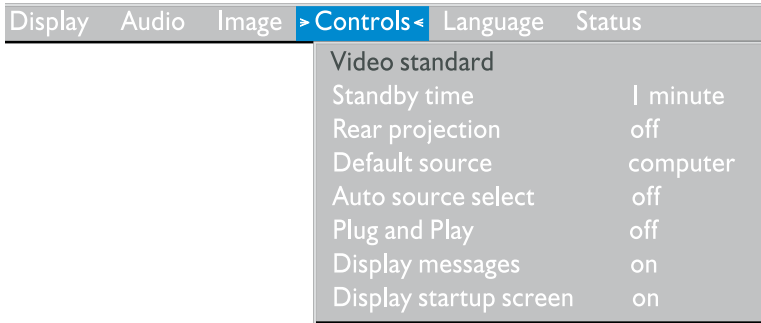 Display Audio Image > Controls < Language Status
Video standard
Standby time 1 minute
Rear projection off
Default source computer
Auto source select off
Plug and Play off
Display messages on
Display startup screen on